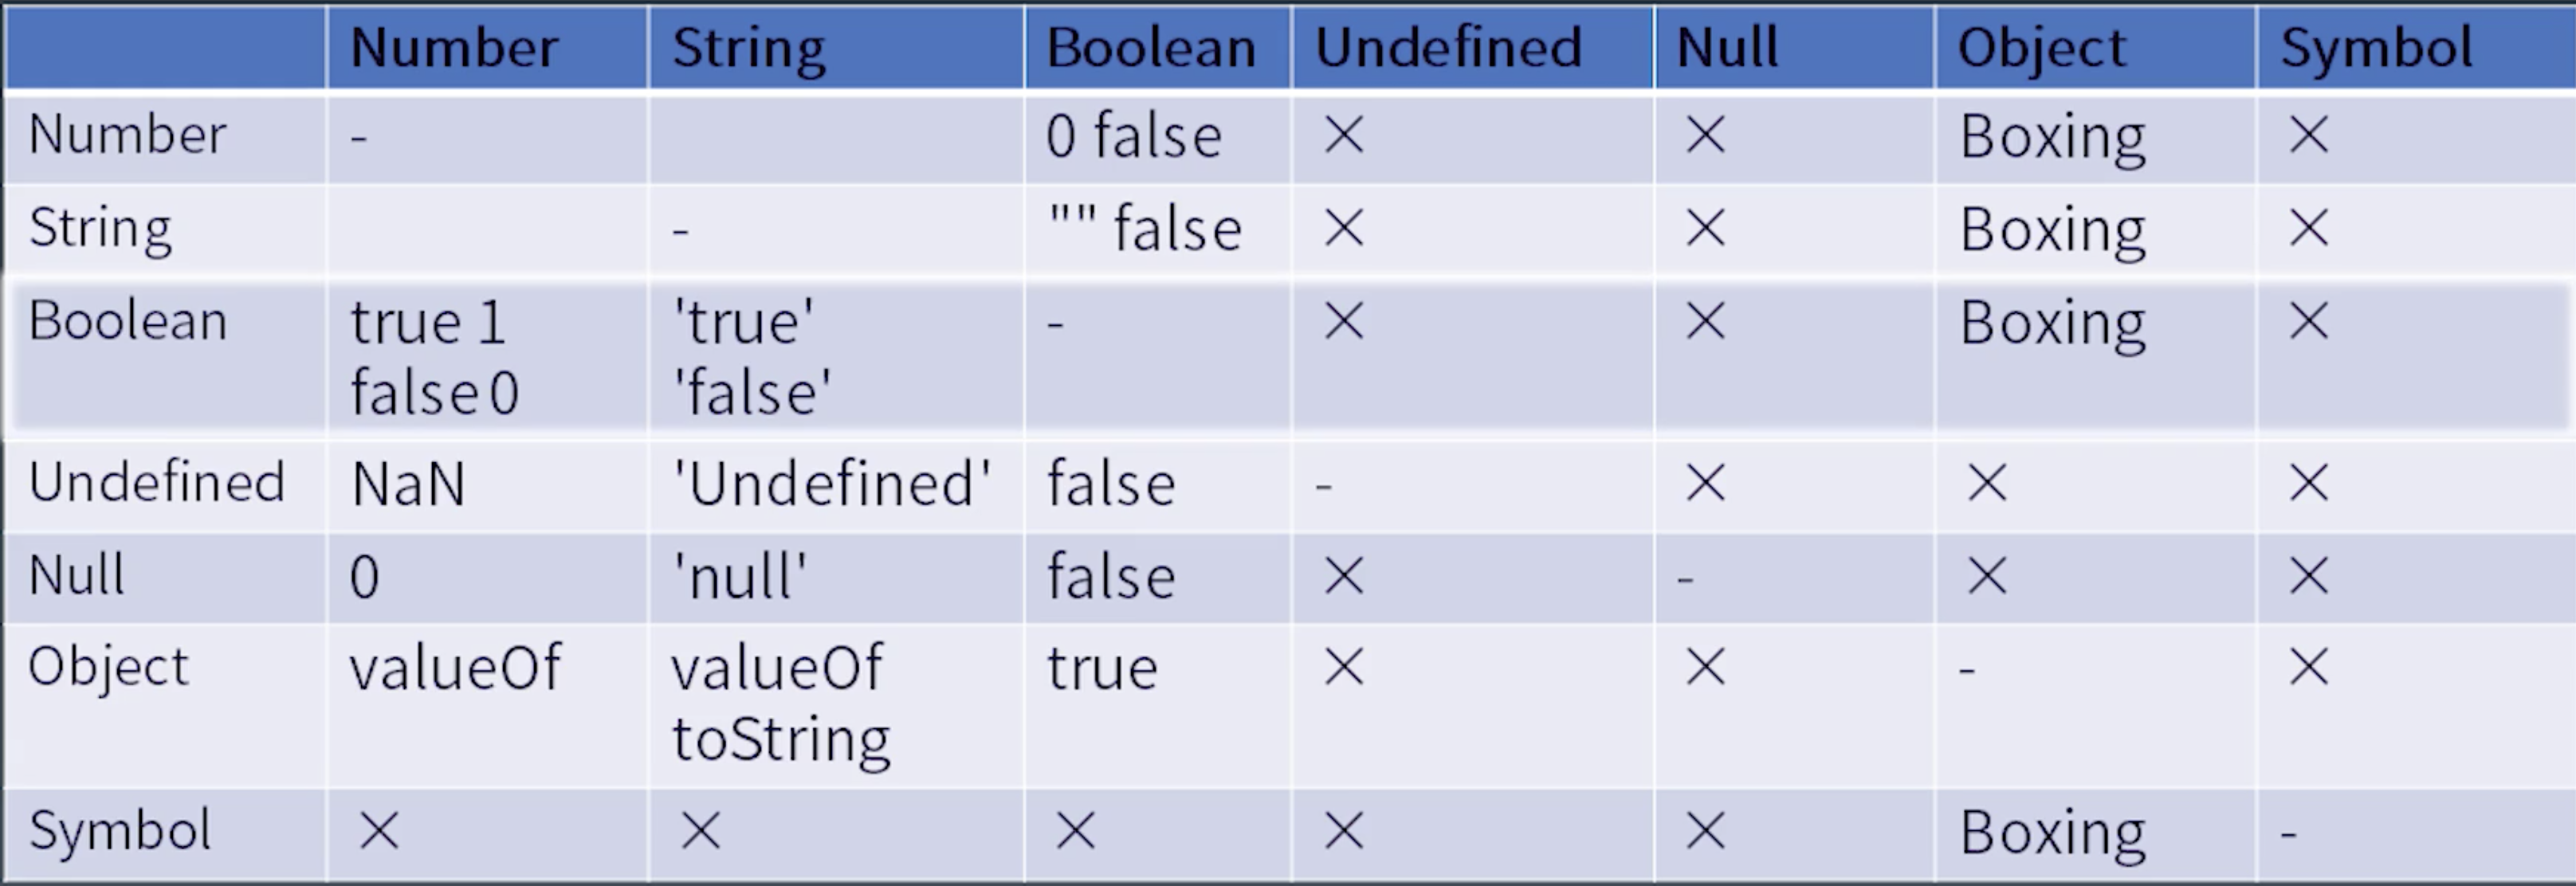 Number String Boolean Undefined Null Object Symbol
Number - 0 false × × Boxing ×
String - "" false × × Boxing ×
Boolean true 1 'true' - × × Boxing ×
false 0 'false'
Undefined NaN 'Undefined' false - × × ×
Null 0 'null' false × - × ×
Object valueOf valueOf true × × - ×
toString
Symbol × × × × × Boxing -